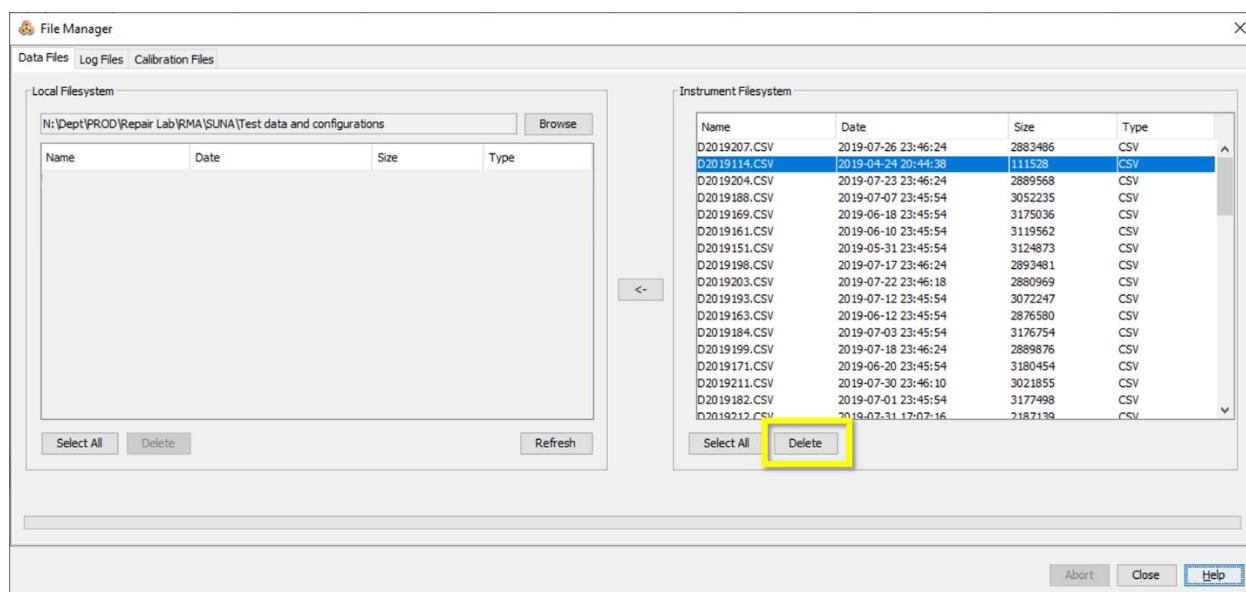 File Manager
Data Files Log Files Calibration Files
Local Filesystem
N:\Dept\PROD\Repair Lab\RMA\SUNA\Test data and configurations Browse
Name Date Size Type
Select All Delete Refresh
<-
Instrument Filesystem
Name Date Size Type
D2019207.CSV 2019-07-26 23:46:24 2883486 CSV
D2019114.CSV 2019-04-24 20:44:38 111528 CSV
D2019204.CSV 2019-07-23 23:46:24 2889568 CSV
D2019188.CSV 2019-07-07 23:45:54 3052235 CSV
D2019169.CSV 2019-06-18 23:45:54 3175036 CSV
D2019161.CSV 2019-06-10 23:45:54 3119562 CSV
D2019151.CSV 2019-05-31 23:45:54 3124873 CSV
D2019198.CSV 2019-07-17 23:46:24 2893481 CSV
D2019203.CSV 2019-07-22 23:46:18 2880969 CSV
D2019193.CSV 2019-07-12 23:45:54 3072247 CSV
D2019163.CSV 2019-06-12 23:45:54 2876580 CSV
D2019184.CSV 2019-07-03 23:45:54 3176754 CSV
D2019199.CSV 2019-07-18 23:46:24 2889876 CSV
D2019171.CSV 2019-06-20 23:45:54 3180454 CSV
D2019211.CSV 2019-07-30 23:46:10 3021855 CSV
D2019182.CSV 2019-07-01 23:45:54 3177498 CSV
D2019212.CSV 2019-07-31 17:07:16 2187139 CSV
Select All Delete
Abort Close Help